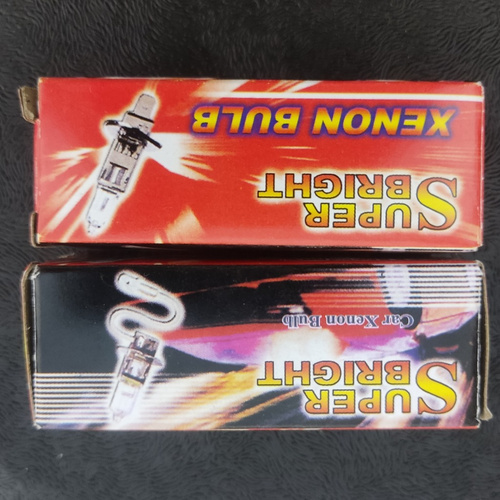 SUPER
BRIGHT
Car Xenon Bulb
SUPER
BRIGHT
XENON BULB